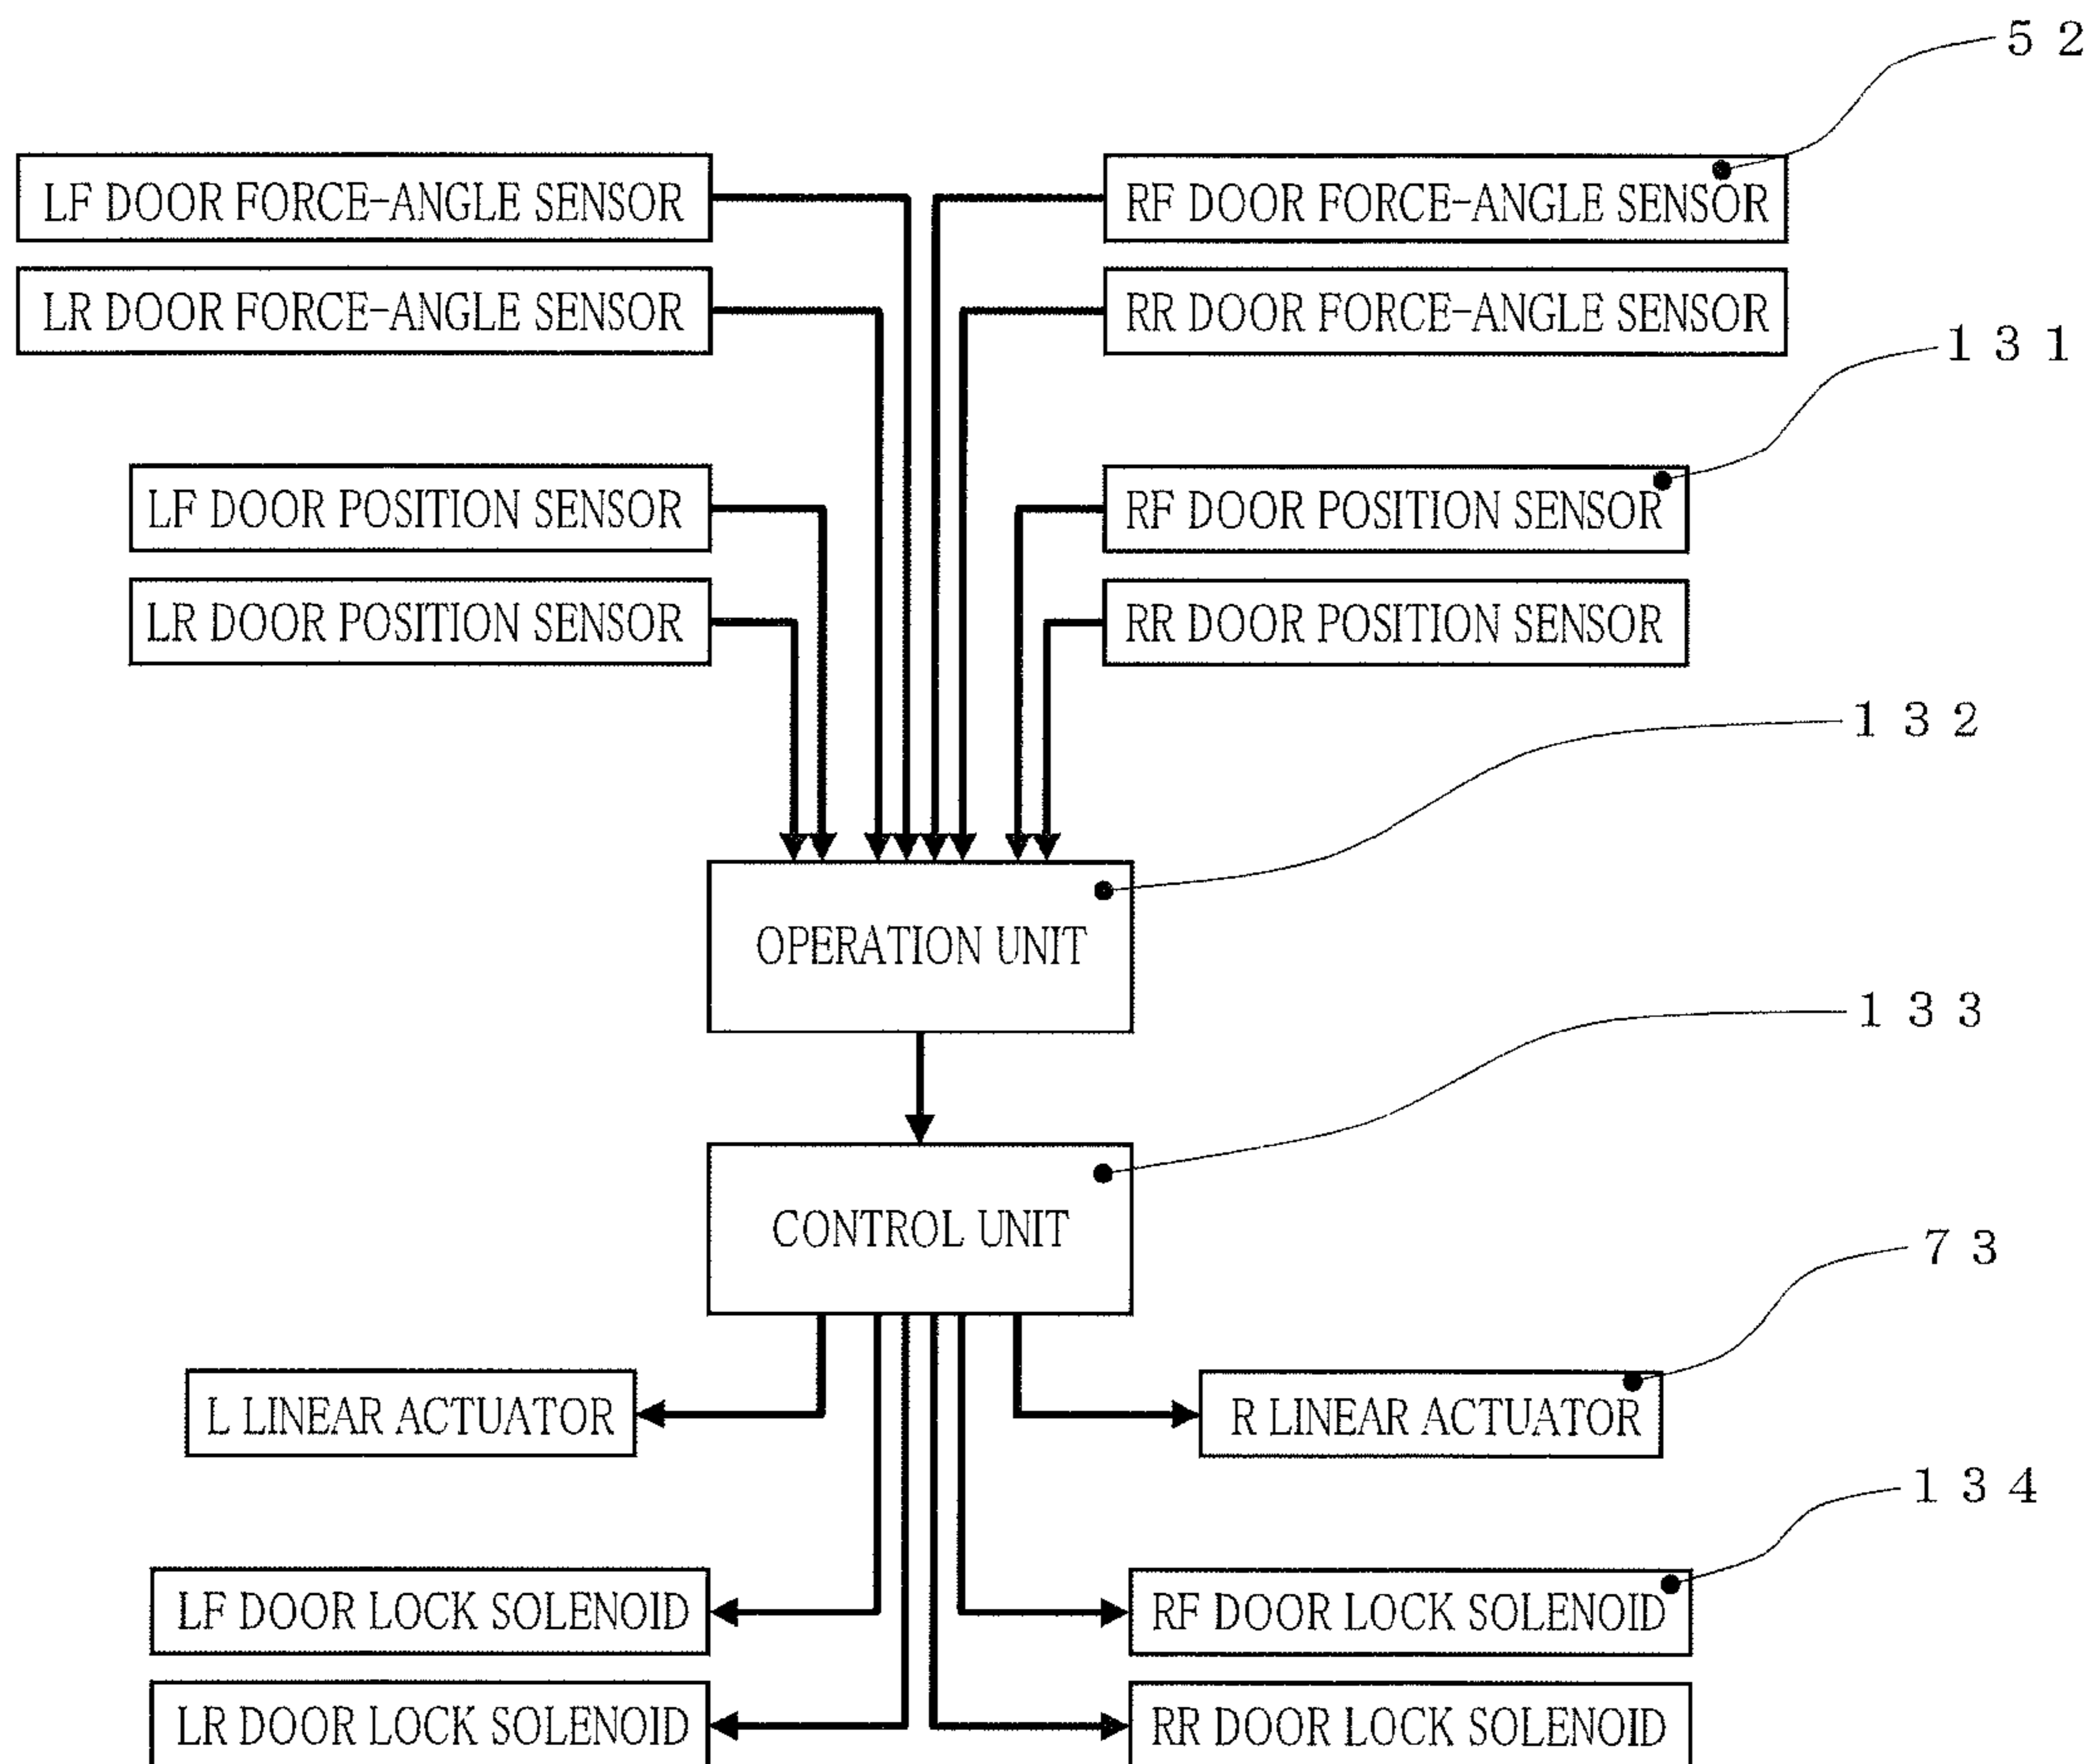 5 2
LF DOOR FORCE-ANGLE SENSOR
RF DOOR FORCE-ANGLE SENSOR
LR DOOR FORCE-ANGLE SENSOR
RR DOOR FORCE-ANGLE SENSOR
1 3 1
LF DOOR POSITION SENSOR
RF DOOR POSITION SENSOR
LR DOOR POSITION SENSOR
RR DOOR POSITION SENSOR
1 3 2
OPERATION UNIT
1 3 3
CONTROL UNIT
7 3
L LINEAR ACTUATOR
R LINEAR ACTUATOR
1 3 4
LF DOOR LOCK SOLENOID
RF DOOR LOCK SOLENOID
LR DOOR LOCK SOLENOID
RR DOOR LOCK SOLENOID